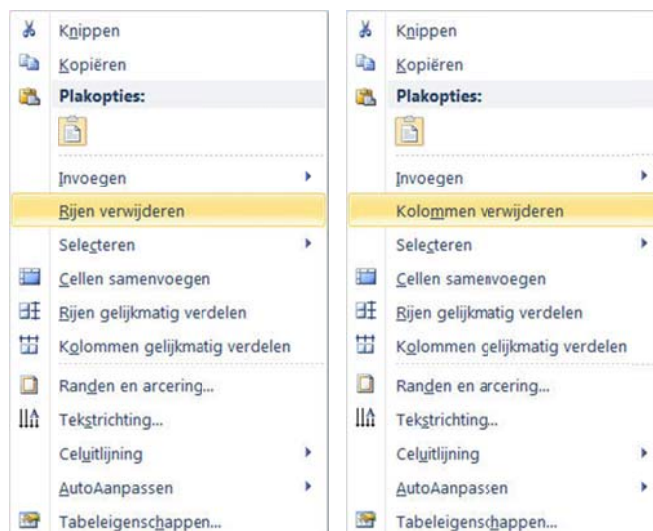 Knippen
Kopiëren
Plakopties:
Invoegen
Rijen verwijderen
Selecteren
Cellen samenvoegen
Rijen gelijkmatig verdelen
Kolommen gelijkmatig verdelen
Randen en arcering...
Tekstrichting...
Celuitlijning
AutoAanpassen
Tabeleigenschappen...
Knippen
Kopiëren
Plakopties:
Invoegen
Kolommen verwijderen
Selecteren
Cellen samenvoegen
Rijen gelijkmatig verdelen
Kolommen gelijkmatig verdelen
Randen en arcering...
Tekstrichting...
Celuitlijning
AutoAanpassen
Tabeleigenschappen...